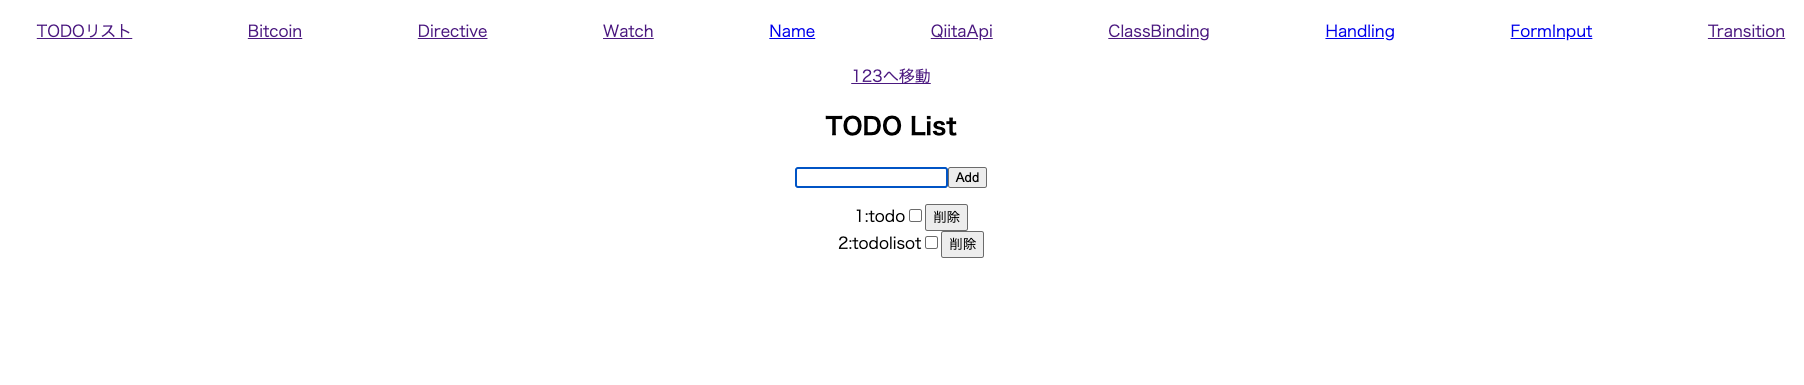 TODOリスト Bitcoin Directive Watch Name QiitaApi ClassBinding Handling FormInput Transition
123へ移動
TODO List
Add
1:todo 削除
2:todolisot 削除